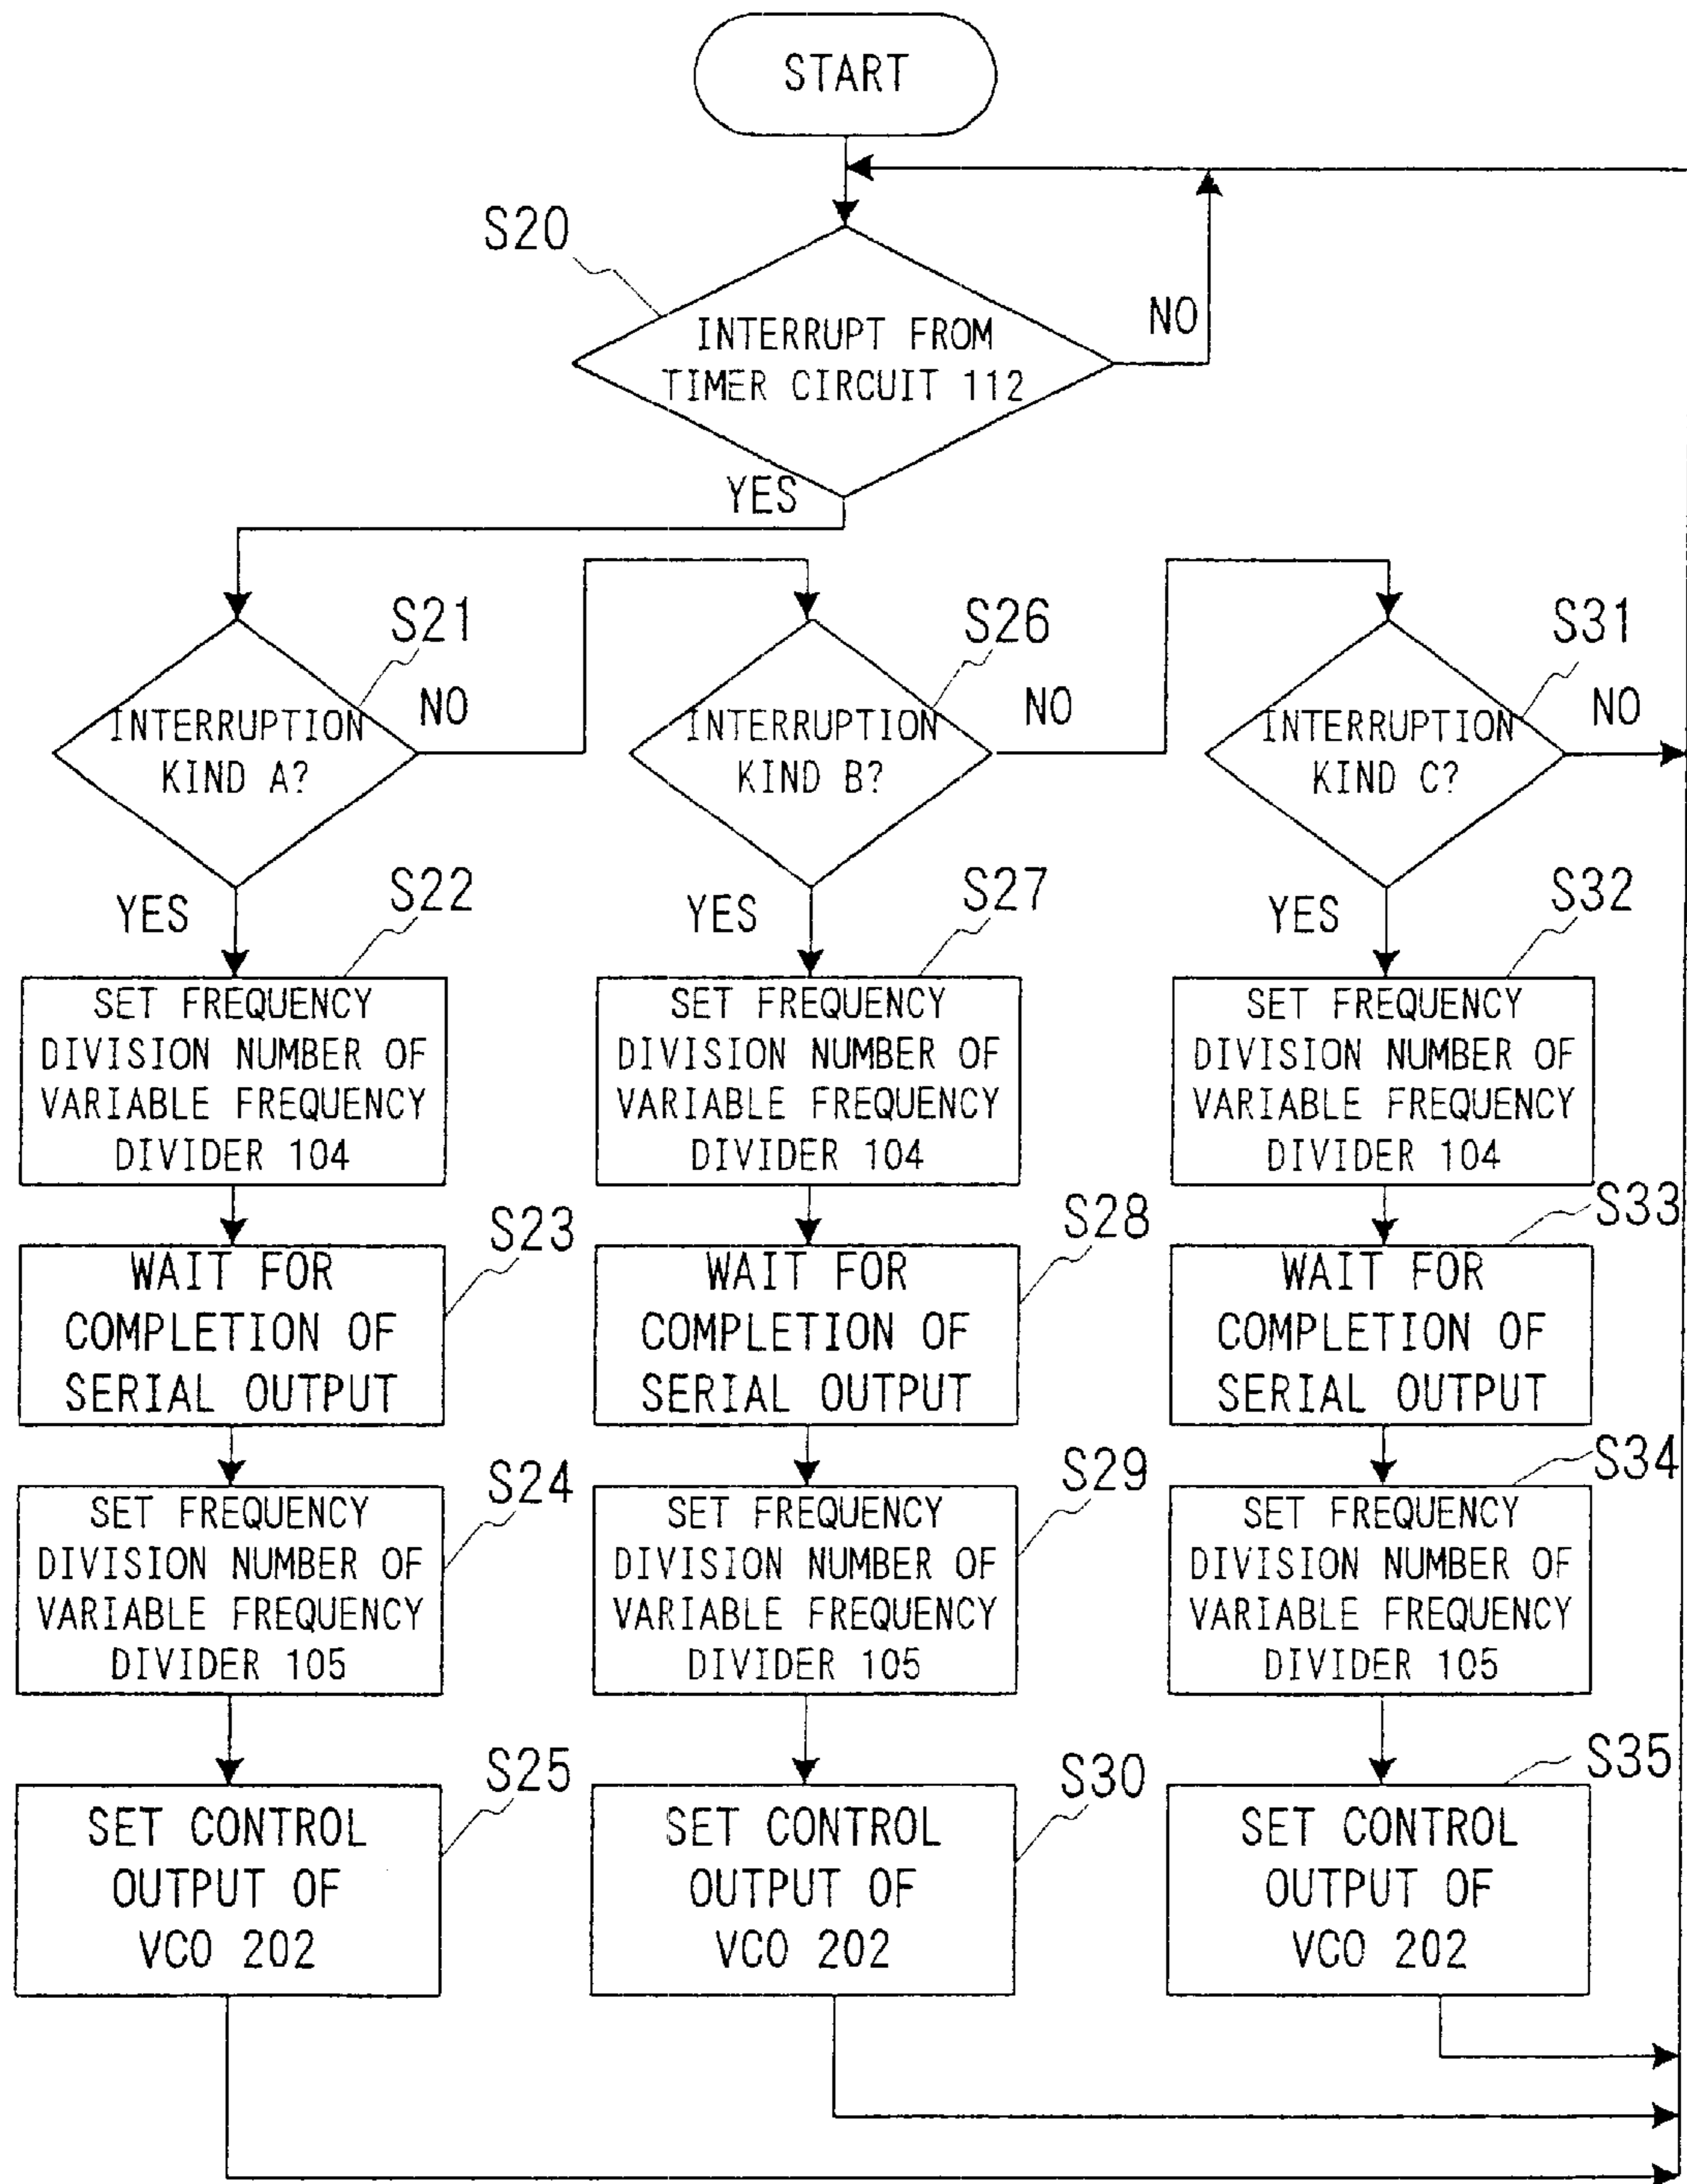 START
S20
INTERRUPT FROM
TIMER CIRCUIT 112
NO
YES
S21
INTERRUPTION
KIND A?
NO
S26
INTERRUPTION
KIND B?
NO
S31
INTERRUPTION
KIND C?
NO
YES
S22
SET FREQUENCY
DIVISION NUMBER OF
VARIABLE FREQUENCY
DIVIDER 104
YES
S27
SET FREQUENCY
DIVISION NUMBER OF
VARIABLE FREQUENCY
DIVIDER 104
YES
S32
SET FREQUENCY
DIVISION NUMBER OF
VARIABLE FREQUENCY
DIVIDER 104
S23
WAIT FOR
COMPLETION OF
SERIAL OUTPUT
S28
WAIT FOR
COMPLETION OF
SERIAL OUTPUT
S33
WAIT FOR
COMPLETION OF
SERIAL OUTPUT
S24
SET FREQUENCY
DIVISION NUMBER OF
VARIABLE FREQUENCY
DIVIDER 105
S29
SET FREQUENCY
DIVISION NUMBER OF
VARIABLE FREQUENCY
DIVIDER 105
S34
SET FREQUENCY
DIVISION NUMBER OF
VARIABLE FREQUENCY
DIVIDER 105
S25
SET CONTROL
OUTPUT OF
VCO 202
S30
SET CONTROL
OUTPUT OF
VCO 202
S35
SET CONTROL
OUTPUT OF
VCO 202